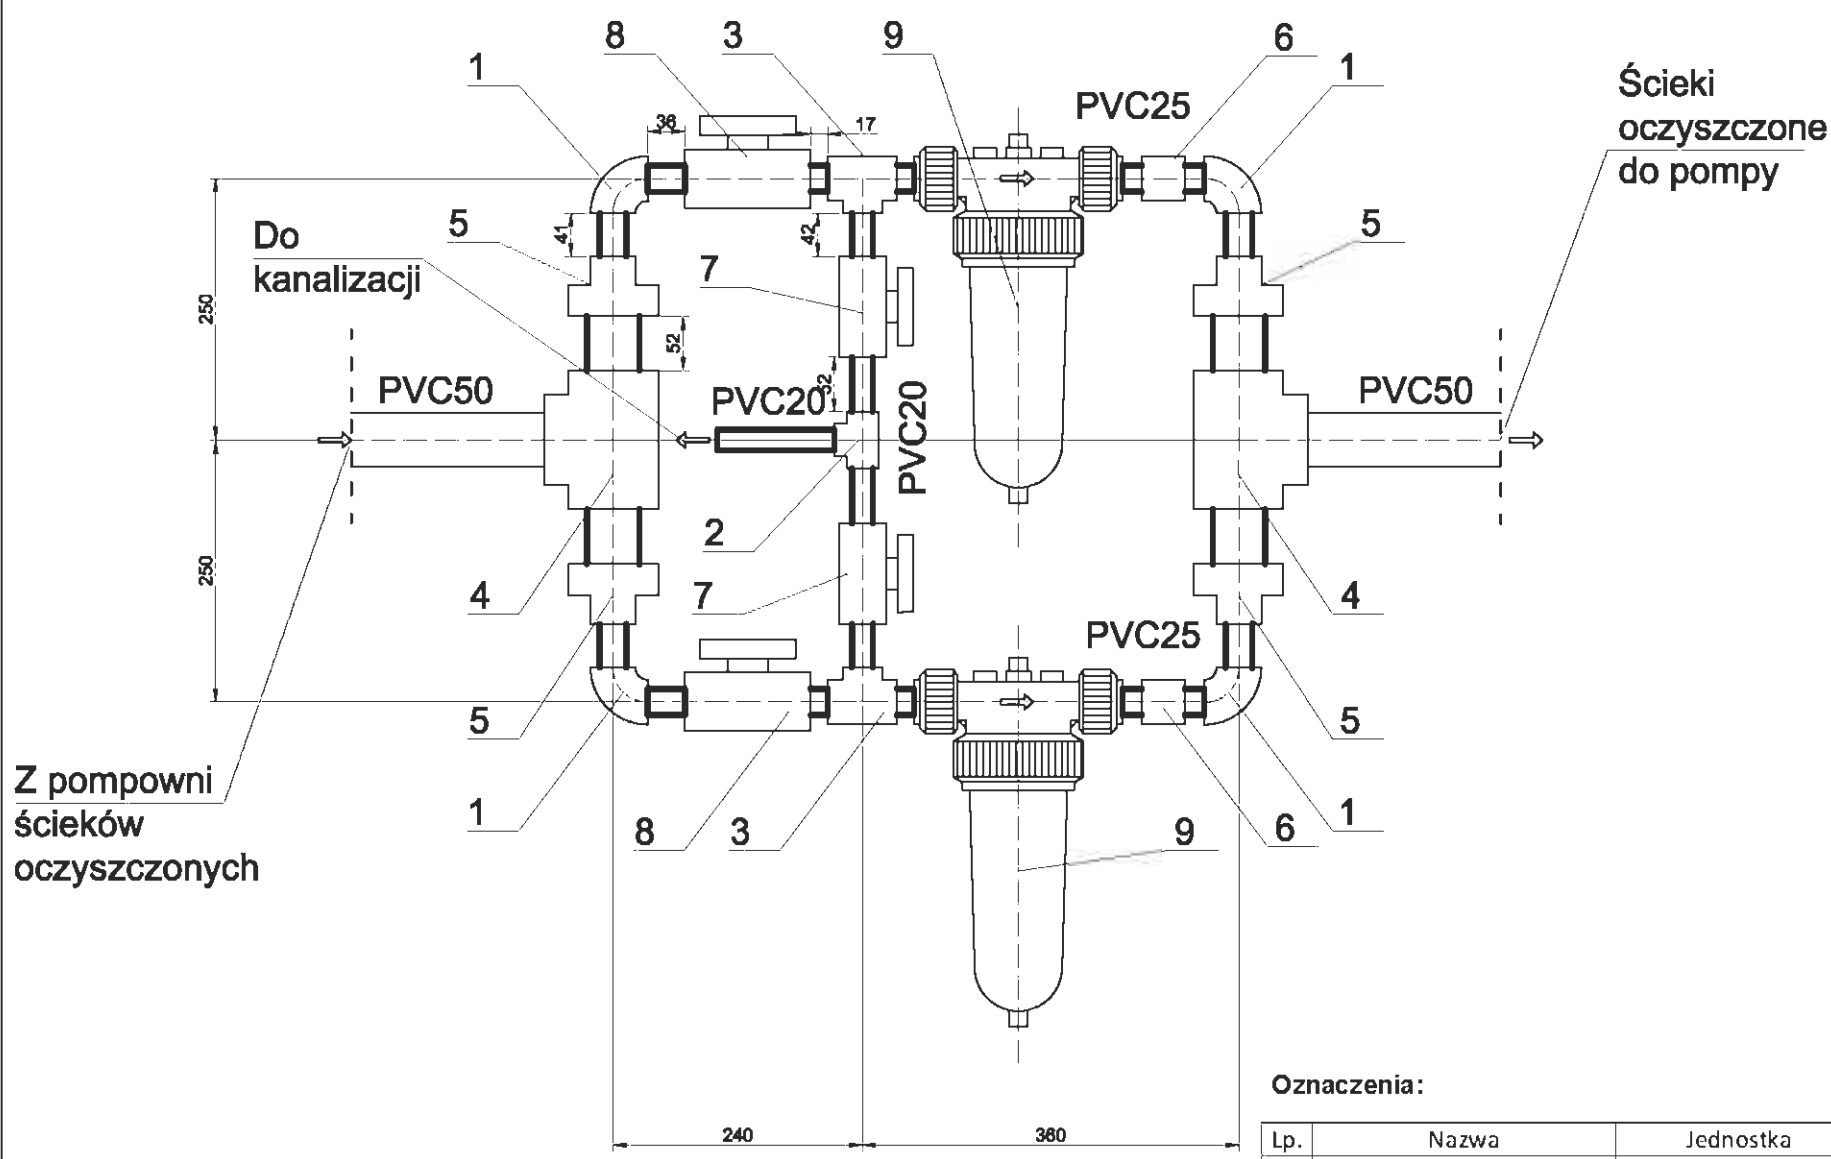 8
3
9
6
1
1
Ścieki
oczyszczone
do pompy
PVC25
36
17
5
5
Do
kanalizacji
41
42
7
250
52
52
PVC50
PVC20
PVC20
PVC50
2
250
4
7
4
PVC25
5
5
Z pompowni
ścieków
oczyszczonych
1
8
3
9
6
1
Oznaczenia:
240
360
Lp.
Nazwa
Jednostka